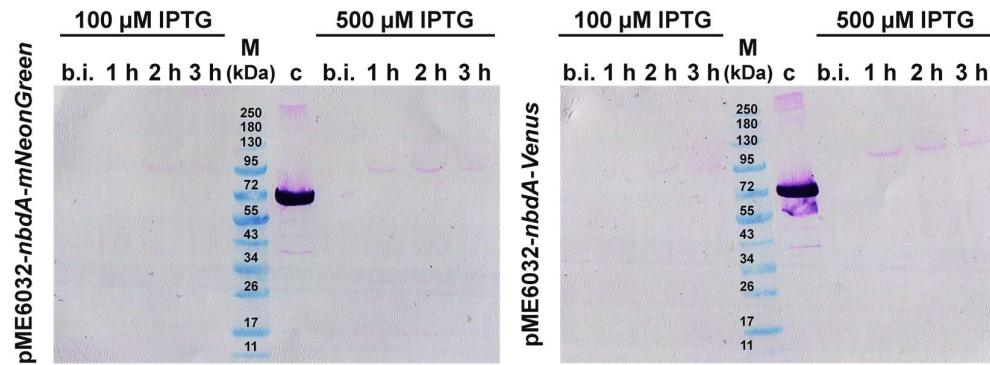 100 µM IPTG
500 µM IPTG
M
b.i. 1 h 2 h 3 h (kDa) c b.i. 1 h 2 h 3 h
pME6032-nbdA-mNeonGreen
250
180
130
95
72
55
43
34
26
17
11
100 µM IPTG
500 µM IPTG
M
b.i. 1 h 2 h 3 h (kDa) c b.i. 1 h 2 h 3 h
pME6032-nbdA-Venus
250
180
130
95
72
55
43
34
26
17
11